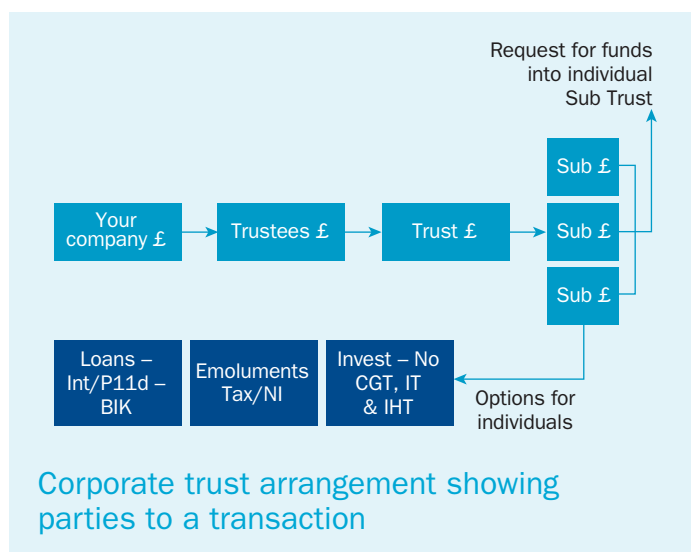 Request for funds
into individual
Sub Trust
Sub £
Your
company £
Trustees £
Trust £
Sub £
Sub £
Loans –
Int/P11d –
BIK
Emoluments
Tax/NI
Invest – No
CGT, IT
& IHT
Options for
individuals
Corporate trust arrangement showing
parties to a transaction